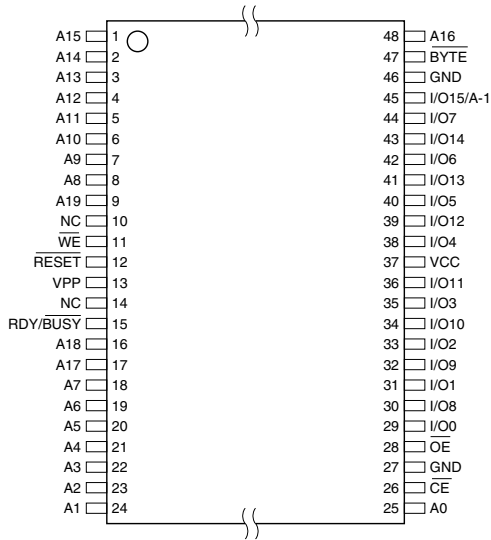 A15 1 48 A16
A14 2 47 BYTE
A13 3 46 GND
A12 4 45 I/O15/A-1
A11 5 44 I/O7
A10 6 43 I/O14
A9 7 42 I/O6
A8 8 41 I/O13
A19 9 40 I/O5
NC 10 39 I/O12
WE 11 38 I/O4
RESET 12 37 VCC
VPP 13 36 I/O11
NC 14 35 I/O3
RDY/BUSY 15 34 I/O10
A18 16 33 I/O2
A17 17 32 I/O9
A7 18 31 I/O1
A6 19 30 I/O8
A5 20 29 I/O0
A4 21 28 OE
A3 22 27 GND
A2 23 26 CE
A1 24 25 A0